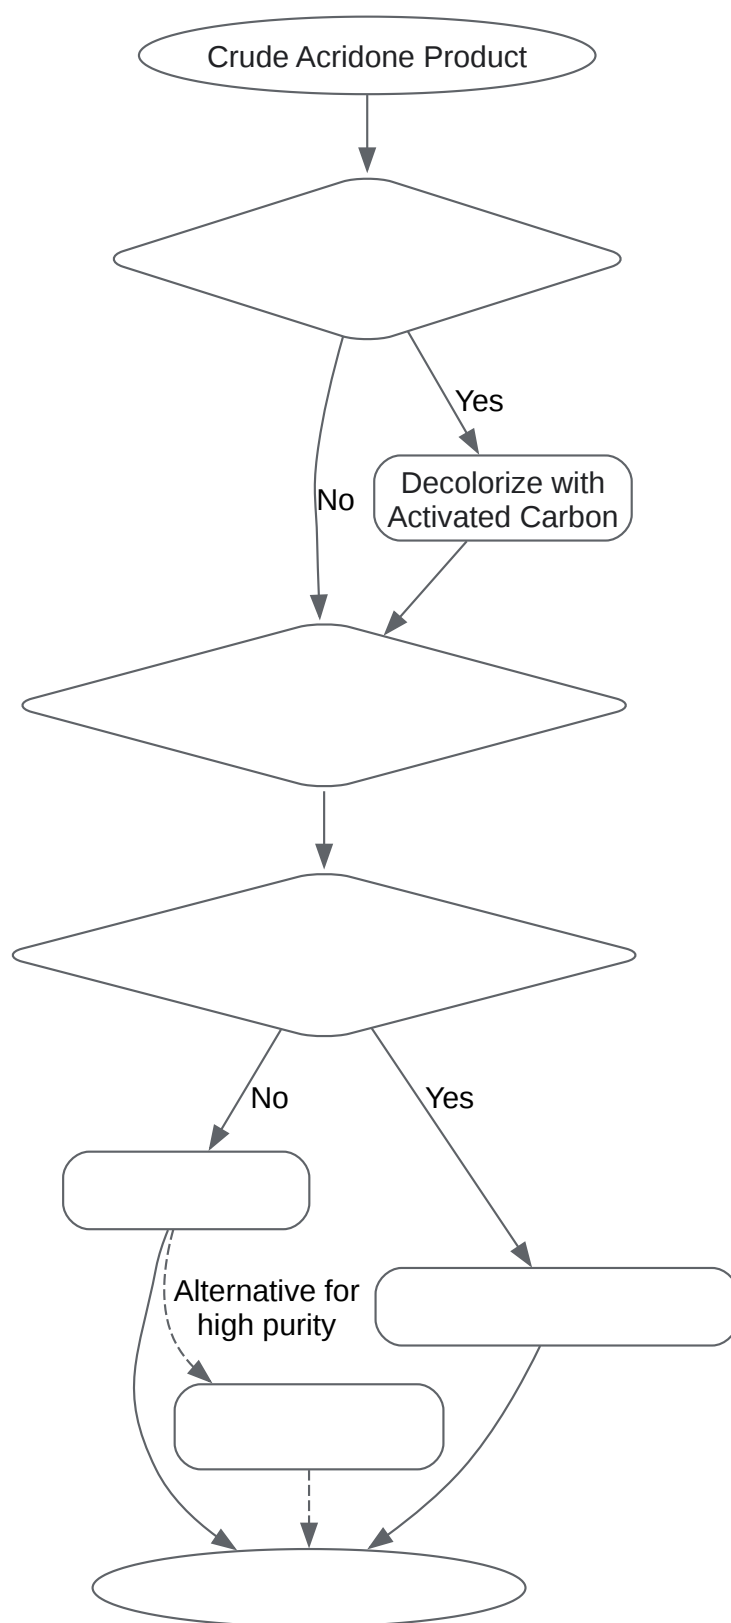 Crude Acridone Product
Yes
Decolorize with
Activated Carbon
No
No
Yes
Alternative for
high purity